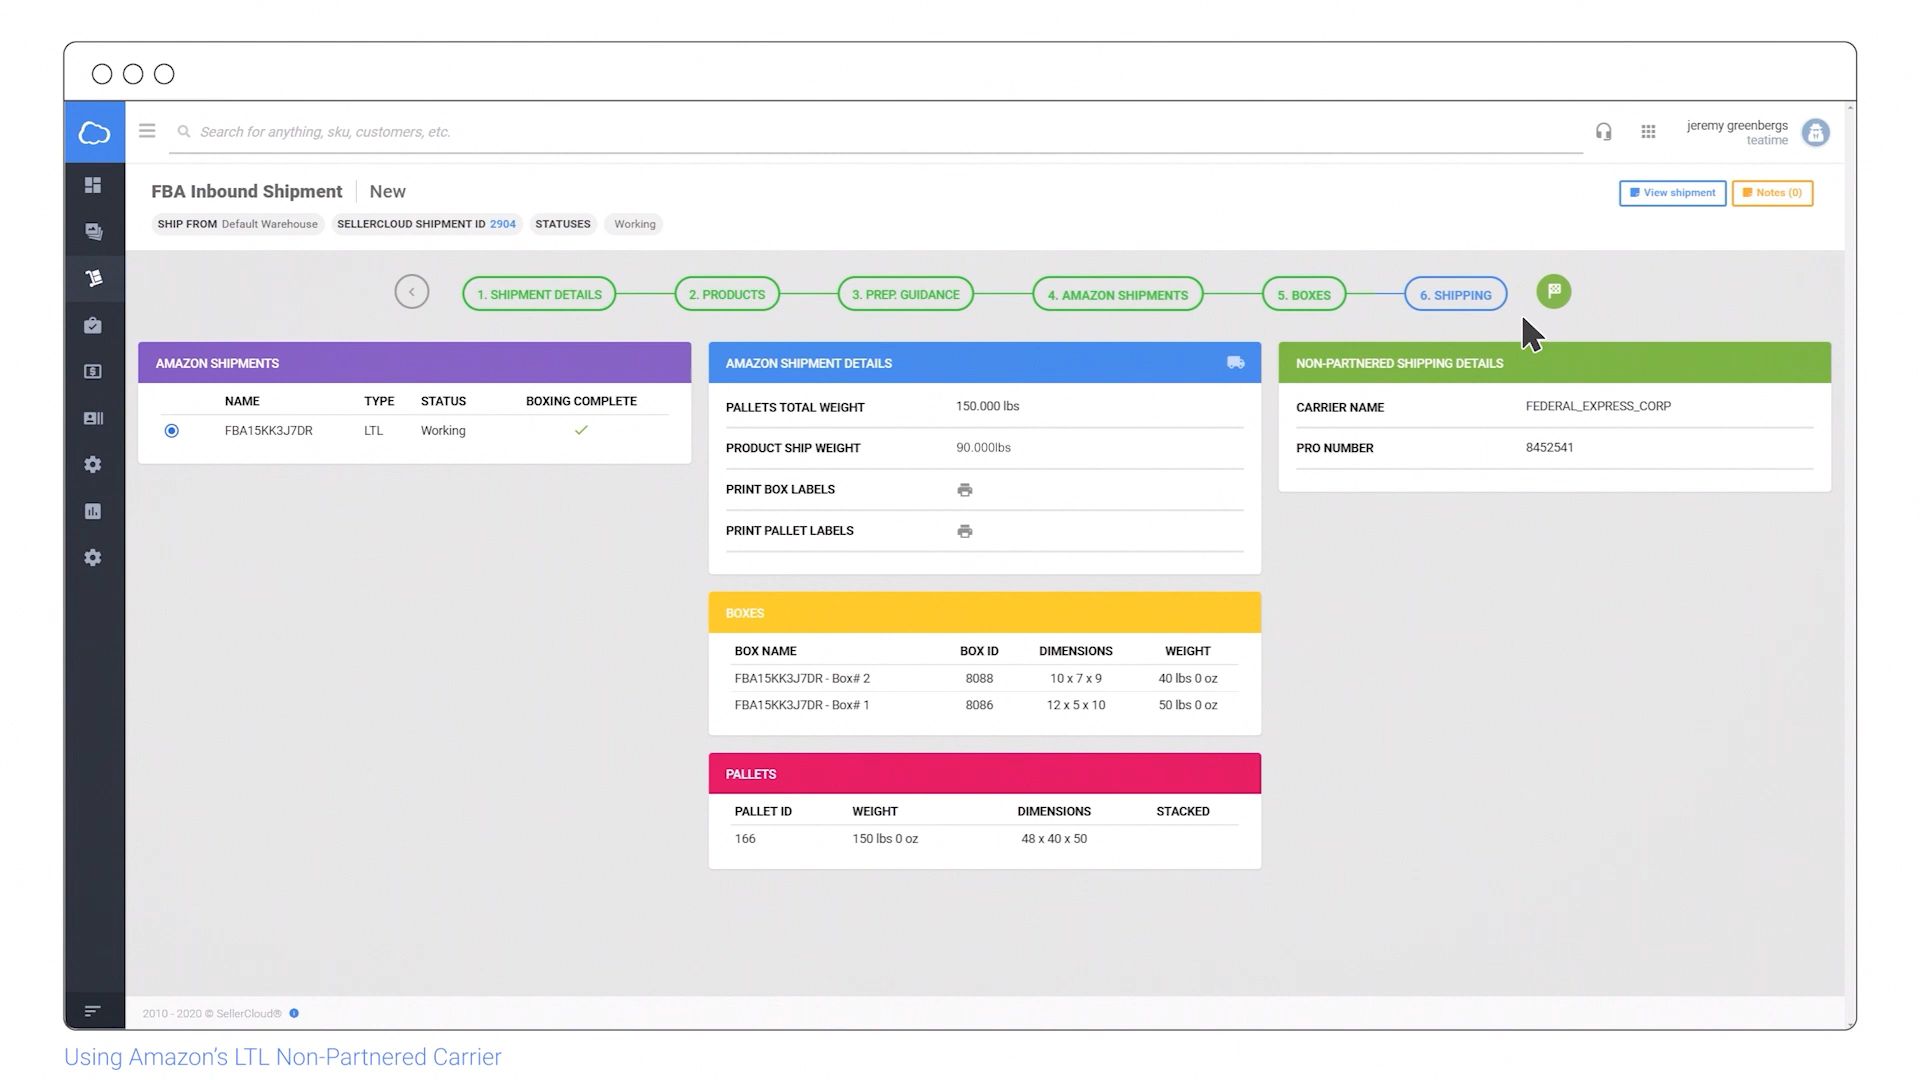 Search for anything, sku, customers, etc.
jeremy greenbergs
teatime
FBA Inbound Shipment New
View shipment Notes (0)
SHIP FROM Default Warehouse SELLERCLOUD SHIPMENT ID 2904 STATUSES Working
1. SHIPMENT DETAILS 2. PRODUCTS 3. PREP. GUIDANCE 4. AMAZON SHIPMENTS 5. BOXES 6. SHIPPING
AMAZON SHIPMENTS
NAME TYPE STATUS BOXING COMPLETE
FBA15KK3J7DR LTL Working
AMAZON SHIPMENT DETAILS
PALLETS TOTAL WEIGHT 150.000 lbs
PRODUCT SHIP WEIGHT 90.000lbs
PRINT BOX LABELS
PRINT PALLET LABELS
BOXES
BOX NAME BOX ID DIMENSIONS WEIGHT
FBA15KK3J7DR - Box# 2 8088 10 x 7 x 9 40 lbs 0 oz
FBA15KK3J7DR - Box# 1 8086 12 x 5 x 10 50 lbs 0 oz
PALLETS
PALLET ID WEIGHT DIMENSIONS STACKED
166 150 lbs 0 oz 48 x 40 x 50
NON-PARTNERED SHIPPING DETAILS
CARRIER NAME FEDERAL_EXPRESS_CORP
PRO NUMBER 8452541
2010 - 2020 © SellerCloud®
Using Amazon's LTL Non-Partnered Carrier